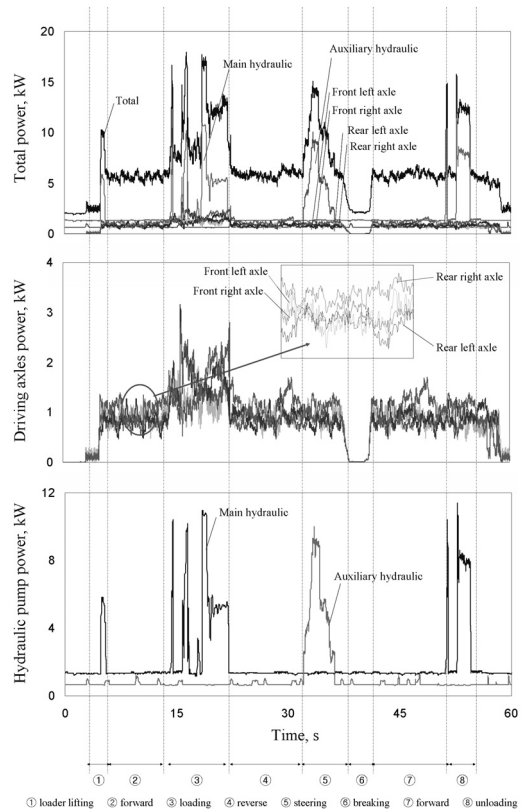 Total power, kW
20
15
10
5
0
Total
Main hydraulic
Auxiliary hydraulic
Front left axle
Front right axle
Rear left axle
Rear right axle
Driving axles power, kW
4
3
2
1
0
Front left axle
Front right axle
Rear right axle
Rear left axle
Hydraulic pump power, kW
12
8
4
0
Main hydraulic
Auxiliary hydraulic
0 15 30 45 60
Time, s
① ② ③ ④ ⑤ ⑥ ⑦ ⑧
① loader lifting ② forward ③ loading ④ reverse ⑤ steering ⑥ breaking ⑦ forward ⑧ unloading